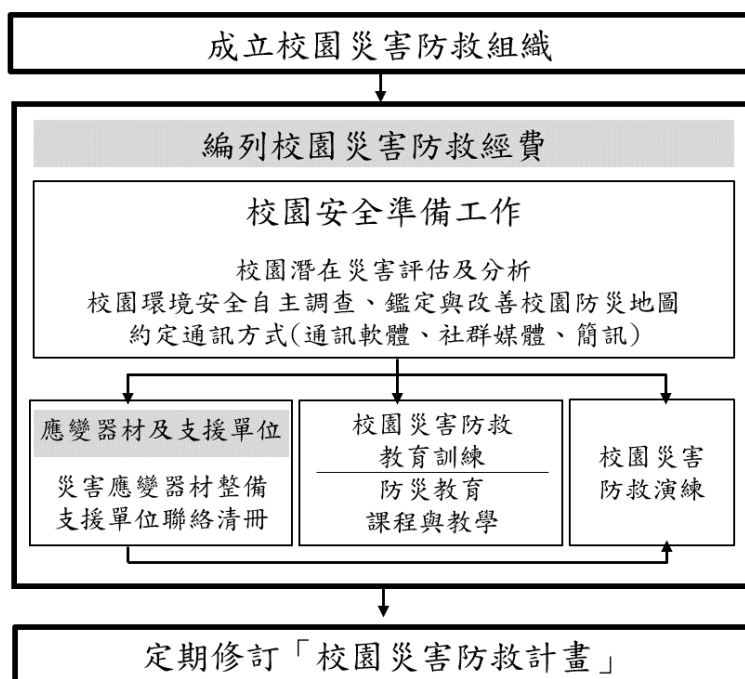 成立校園災害防救組織
編列校園災害防救經費
校園安全準備工作
校園潛在災害評估及分析
校園環境安全自主調查、鑑定與改善校園防災地圖
約定通訊方式(通訊軟體、社群媒體、簡訊)
應變器材及支援單位
災害應變器材整備
支援單位聯絡清冊
校園災害防救
教育訓練
防災教育
課程與教學
校園災害
防救演練
定期修訂「校園災害防救計畫」